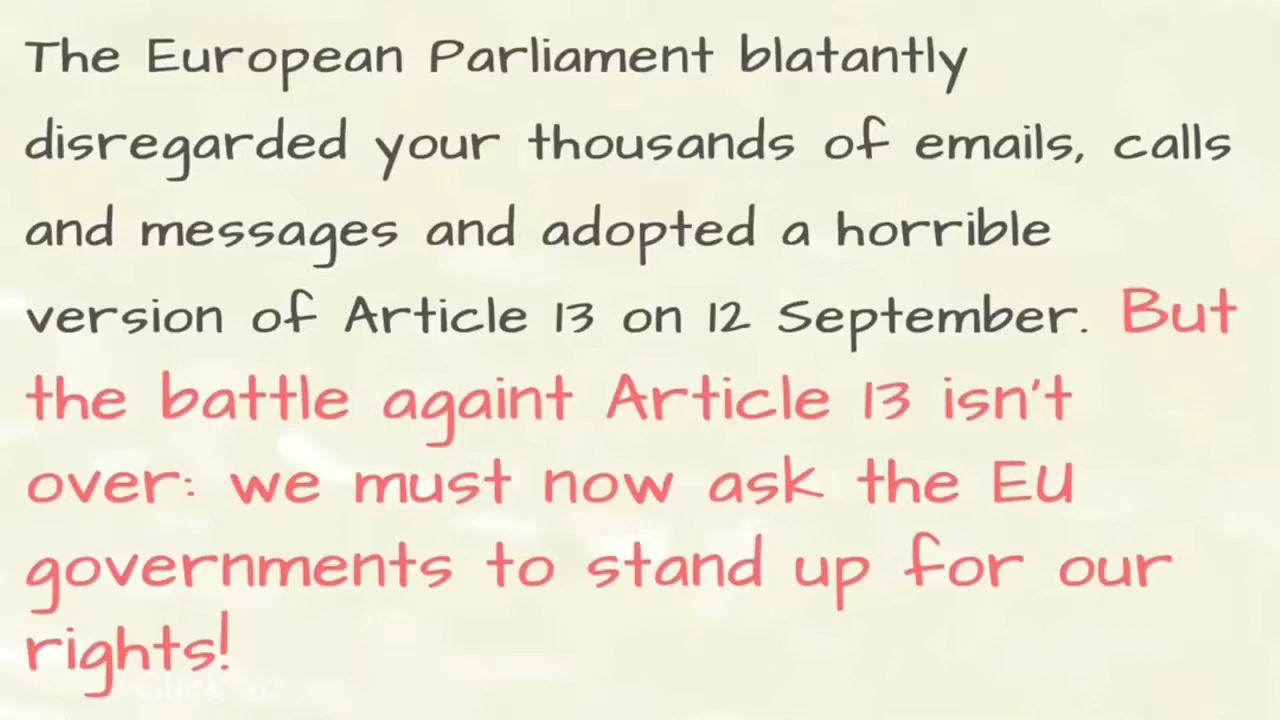 The European Parliament blatantly
disregarded your thousands of emails, calls
and messages and adopted a horrible
version of Article 13 on 12 September. But
the battle againt Article 13 isn't
over: we must now ask the EU
governments to stand up for our
rights!